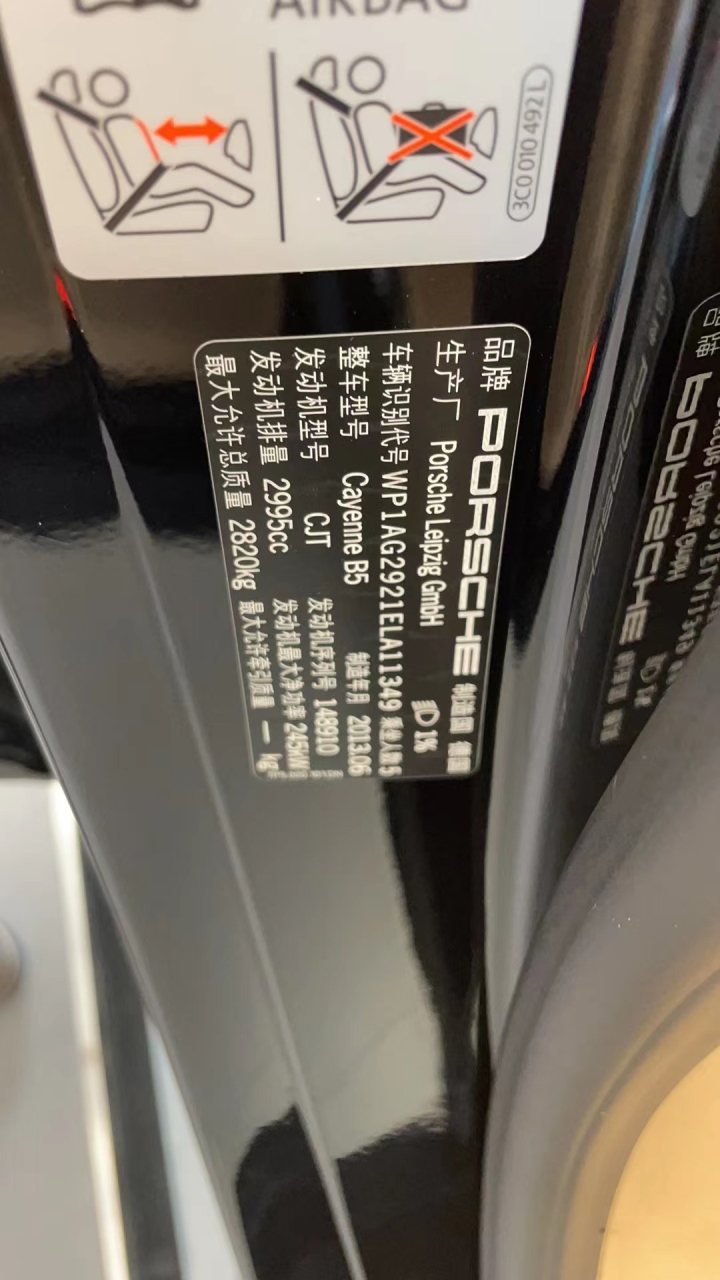 AIRBAG
3C0 010 492 L
品牌 PORSCHE 制造国 德国
生产厂 Porsche Leipzig GmbH 1%
车辆识别代号 WP1AG2921ELA11349 乘坐人数 5
整车型号 Cayenne B5 制造年月 2013.06
发动机型号 CJT 发动机序列号 148910
发动机排量 2995cc 发动机最大净功率 245kW
最大允许总质量 2820kg 最大允许牵引质量 — kg